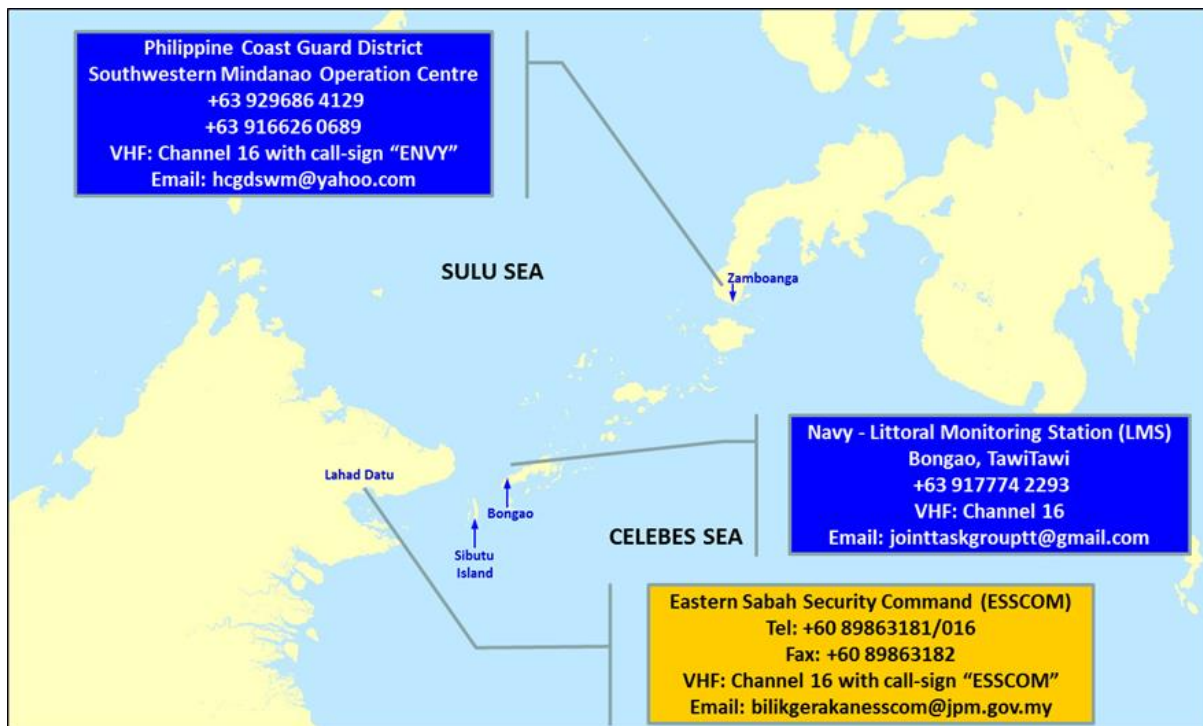 Philippine Coast Guard District
Southwestern Mindanao Operation Centre
+63 929686 4129
+63 916626 0689
VHF: Channel 16 with call-sign “ENVY”
Email: hcgdswm@yahoo.com
SULU SEA
Zamboanga
Navy - Littoral Monitoring Station (LMS)
Bongao, TawiTawi
+63 917774 2293
VHF: Channel 16
Email: jointtaskgrouptt@gmail.com
Lahad Datu
Bongao
CELEBES SEA
Sibutu
Island
Eastern Sabah Security Command (ESSCOM)
Tel: +60 89863181/016
Fax: +60 89863182
VHF: Channel 16 with call-sign “ESSCOM”
Email: bilikgerakanesscom@jpm.gov.my